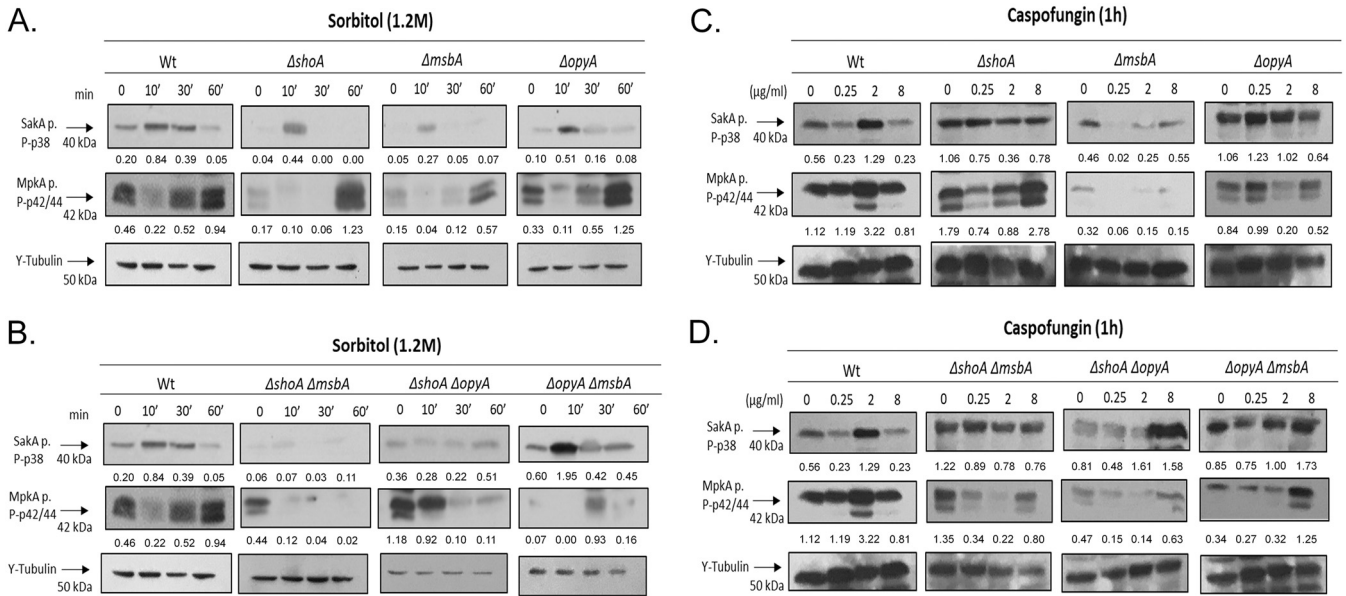 A.
Sorbitol (1.2M)
Wt ΔshoA ΔmsbA ΔopyA
min 0 10’ 30’ 60’ 0 10’ 30’ 60’ 0 10’ 30’ 60’ 0 10’ 30’ 60’
SakA p.
P-p38 40 kDa
0.20 0.84 0.39 0.05 0.04 0.44 0.00 0.00 0.05 0.27 0.05 0.07 0.10 0.51 0.16 0.08
MpkA p.
P-p42/44
42 kDa
0.46 0.22 0.52 0.94 0.17 0.10 0.06 1.23 0.15 0.04 0.12 0.57 0.33 0.11 0.55 1.25
Y-Tubulin
50 kDa
B.
Sorbitol (1.2M)
Wt ΔshoA ΔmsbA ΔshoA ΔopyA ΔopyA ΔmsbA
min 0 10’ 30’ 60’ 0 10’ 30’ 60’ 0 10’ 30’ 60’ 0 10’ 30’ 60’
SakA p.
P-p38 40 kDa
0.20 0.84 0.39 0.05 0.06 0.07 0.03 0.11 0.36 0.28 0.22 0.51 0.60 1.95 0.42 0.45
MpkA p.
P-p42/44
42 kDa
0.46 0.22 0.52 0.94 0.44 0.12 0.04 0.02 1.18 0.92 0.10 0.11 0.07 0.00 0.93 0.16
Y-Tubulin
50 kDa
C.
Caspofungin (1h)
Wt ΔshoA ΔmsbA ΔopyA
(µg/ml) 0 0.25 2 8 0 0.25 2 8 0 0.25 2 8 0 0.25 2 8
SakA p.
P-p38 40 kDa
0.56 0.23 1.29 0.23 1.06 0.75 0.36 0.78 0.46 0.02 0.25 0.55 1.06 1.23 1.02 0.64
MpkA p.
P-p42/44
42 kDa
1.12 1.19 3.22 0.81 1.79 0.74 0.88 2.78 0.32 0.06 0.15 0.15 0.84 0.99 0.20 0.52
Y-Tubulin
50 kDa
D.
Caspofungin (1h)
Wt ΔshoA ΔmsbA ΔshoA ΔopyA ΔopyA ΔmsbA
(µg/ml) 0 0.25 2 8 0 0.25 2 8 0 0.25 2 8 0 0.25 2 8
SakA p.
P-p38 40 kDa
0.56 0.23 1.29 0.23 1.22 0.89 0.78 0.76 0.81 0.48 1.61 1.58 0.85 0.75 1.00 1.73
MpkA p.
P-p42/44
42 kDa
1.12 1.19 3.22 0.81 1.35 0.34 0.22 0.80 0.47 0.15 0.14 0.63 0.34 0.27 0.32 1.25
Y-Tubulin
50 kDa